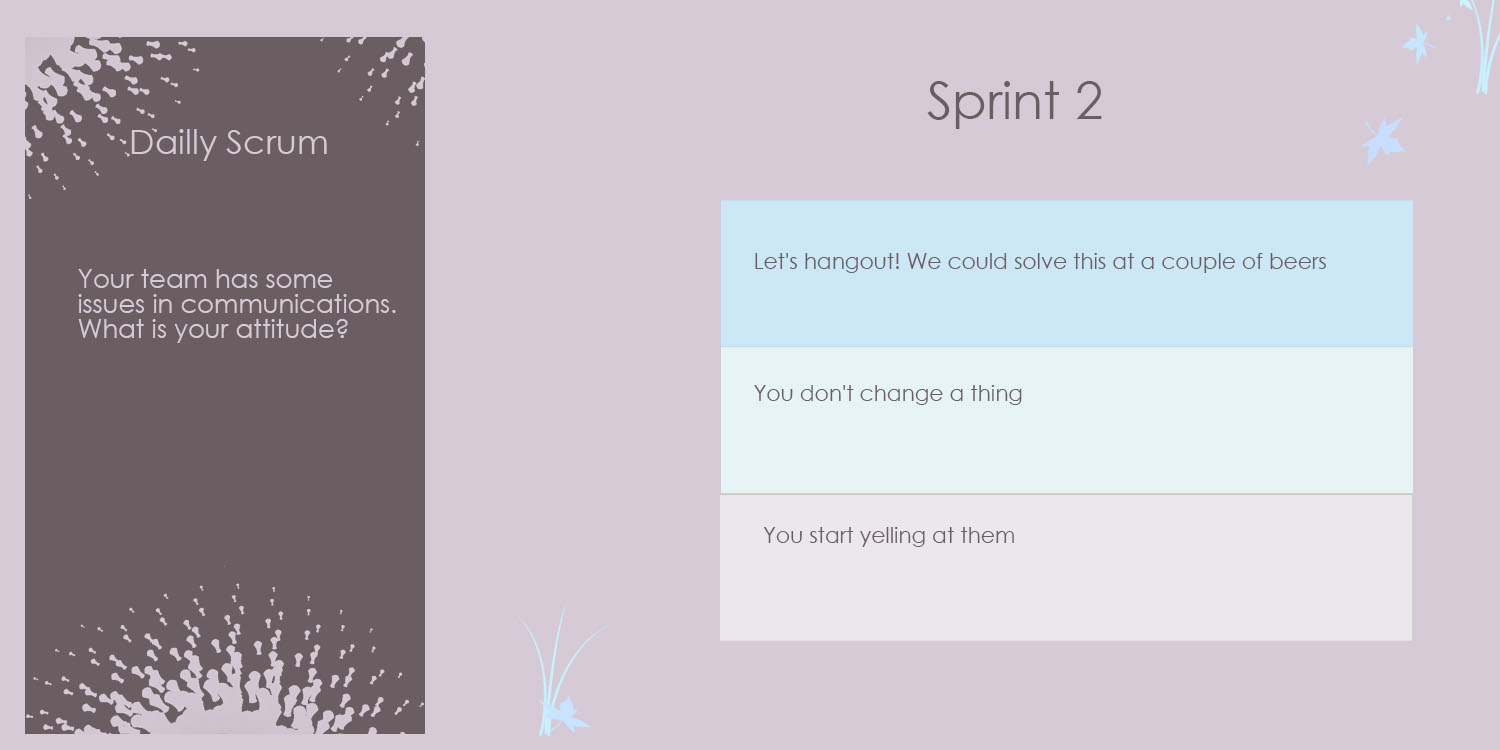 Dailly Scrum
Your team has some
issues in communications.
What is your attitude?
Sprint 2
Let's hangout! We could solve this at a couple of beers
You don't change a thing
You start yelling at them